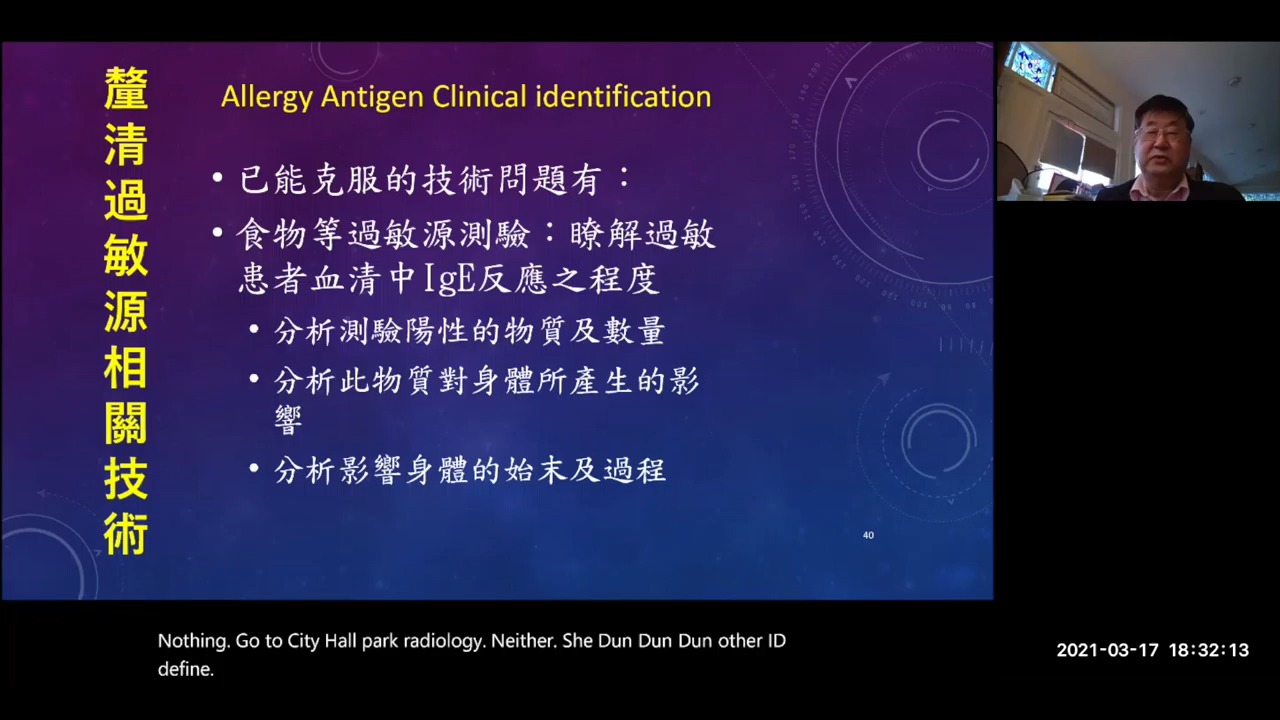 釐清過敏源相關技術
Allergy Antigen Clinical identification
• 已能克服的技術問題有：
• 食物等過敏源測驗：瞭解過敏
患者血清中IgE反應之程度
• 分析測驗陽性的物質及數量
• 分析此物質對身體所產生的影
響
• 分析影響身體的始末及過程
40
Nothing. Go to City Hall park radiology. Neither. She Dun Dun Dun other ID
define.
2021-03-17 18:32:13